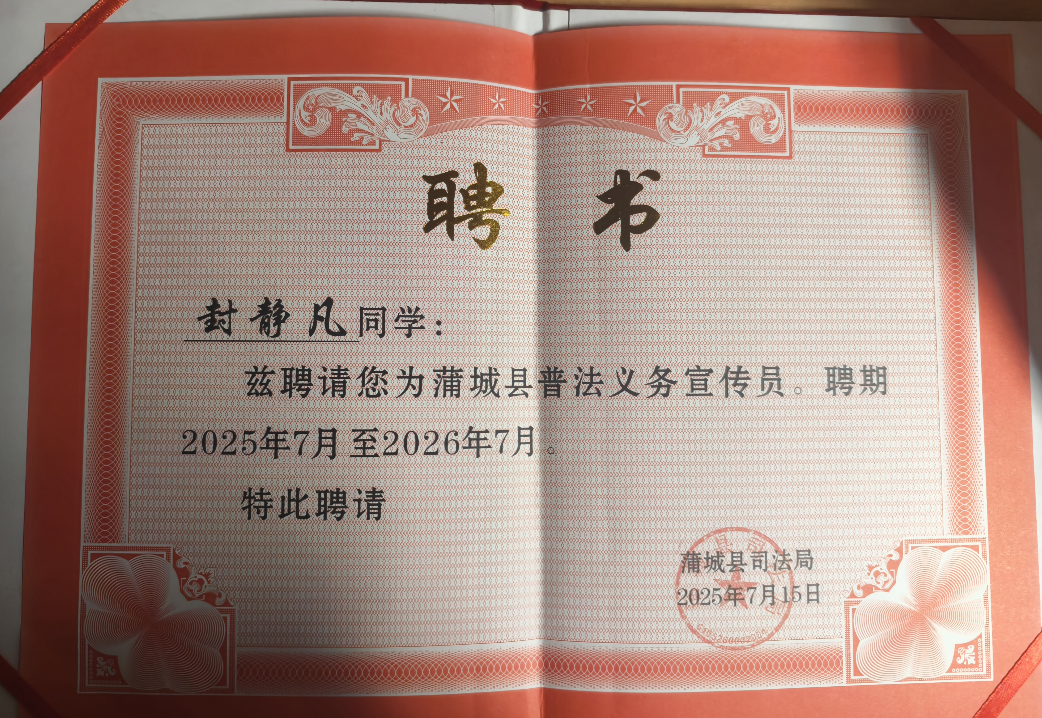 聘书
封静凡同学：
兹聘请您为蒲城县普法义务宣传员。聘期
2025年7月至2026年7月。
特此聘请
蒲城县司法局
2025年7月15日